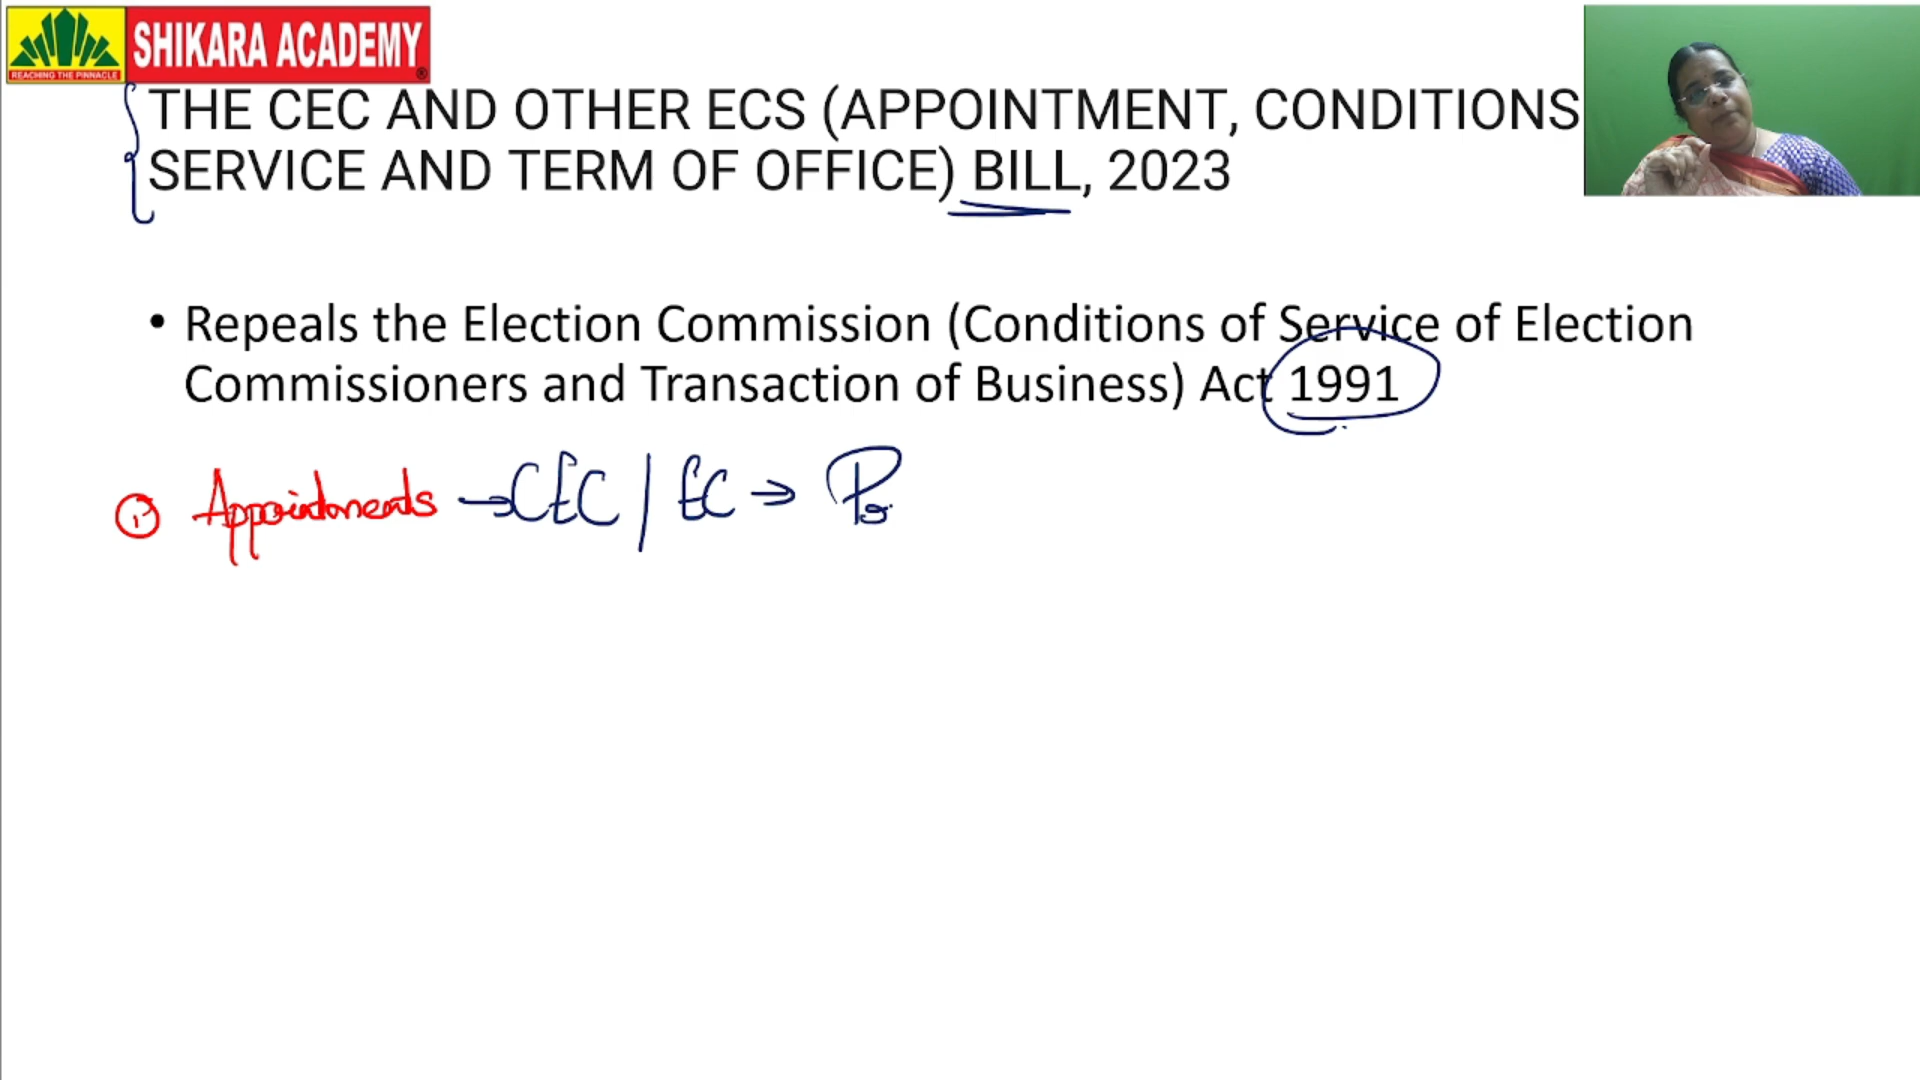 REACHING THE PINNACLE
SHIKARA ACADEMY
THE CEC AND OTHER ECS (APPOINTMENT, CONDITIONS
SERVICE AND TERM OF OFFICE) BILL, 2023
• Repeals the Election Commission (Conditions of Service of Election
Commissioners and Transaction of Business) Act 1991
① Appointments → CEC / EC → Pr